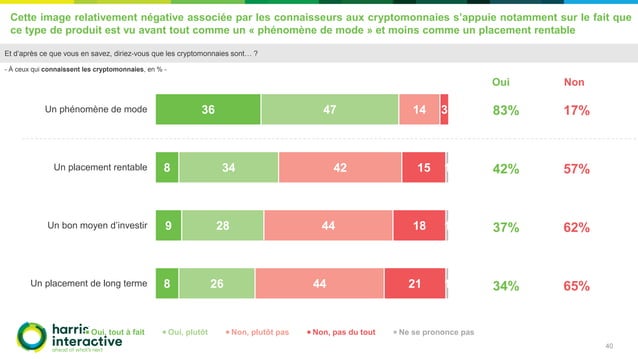 Cette image relativement négative associée par les connaisseurs aux cryptomonnaies s'appuie notamment sur le fait que
ce type de produit est vu avant tout comme un « phénomène de mode » et moins comme un placement rentable
Et d'après ce que vous en savez, diriez-vous que les cryptomonnaies sont… ?
- À ceux qui connaissent les cryptomonnaies, en % -
Oui Non
Un phénomène de mode 36 47 14 3 83% 17%
Un placement rentable 8 34 42 15 42% 57%
Un bon moyen d'investir 9 28 44 18 37% 62%
Un placement de long terme 8 26 44 21 34% 65%
Oui, tout à fait Oui, plutôt Non, plutôt pas Non, pas du tout Ne se prononce pas
harris
interactive
ahead of what's next
40